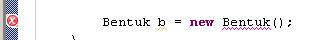 Bentuk b = new Bentuk();